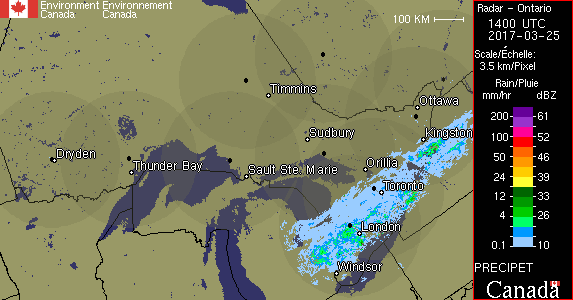 Environment Environnement
Canada Canada
100 KM
Timmins
Ottawa
Kingston
Sudbury
Dryden
Thunder Bay
Sault Ste. Marie
Orillia
Toronto
London
Windsor
Radar - Ontario
1400 UTC
2017-03-25
Scale/Échelle:
3.5 km/Pixel
Rain/Pluie
mm/hr dBZ
200 61
100 52
50 46
24 39
12 33
4 26
0.1 10
PRECIPET
Canada